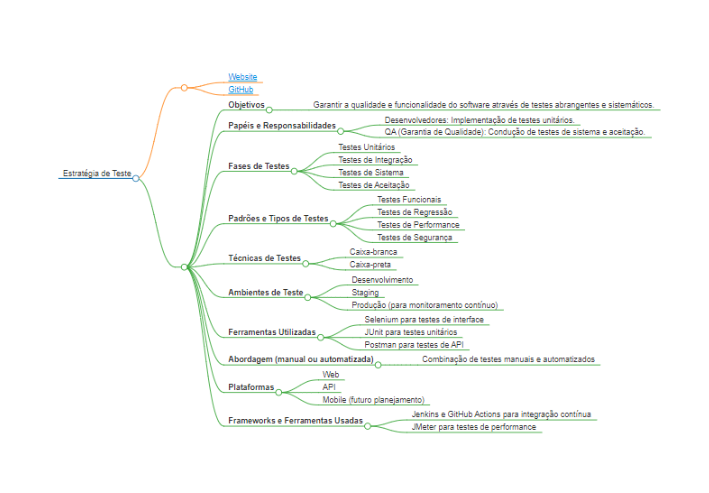 Estratégia de Teste
Website
GitHub
Objetivos
Garantir a qualidade e funcionalidade do software através de testes abrangentes e sistemáticos.
Papéis e Responsabilidades
Desenvolvedores: Implementação de testes unitários.
QA (Garantia de Qualidade): Condução de testes de sistema e aceitação.
Fases de Testes
Testes Unitários
Testes de Integração
Testes de Sistema
Testes de Aceitação
Padrões e Tipos de Testes
Testes Funcionais
Testes de Regressão
Testes de Performance
Testes de Segurança
Técnicas de Testes
Caixa-branca
Caixa-preta
Ambientes de Teste
Desenvolvimento
Staging
Produção (para monitoramento contínuo)
Ferramentas Utilizadas
Selenium para testes de interface
JUnit para testes unitários
Postman para testes de API
Abordagem (manual ou automatizada)
Combinação de testes manuais e automatizados
Plataformas
Web
API
Mobile (futuro planejamento)
Frameworks e Ferramentas Usadas
Jenkins e GitHub Actions para integração contínua
JMeter para testes de performance